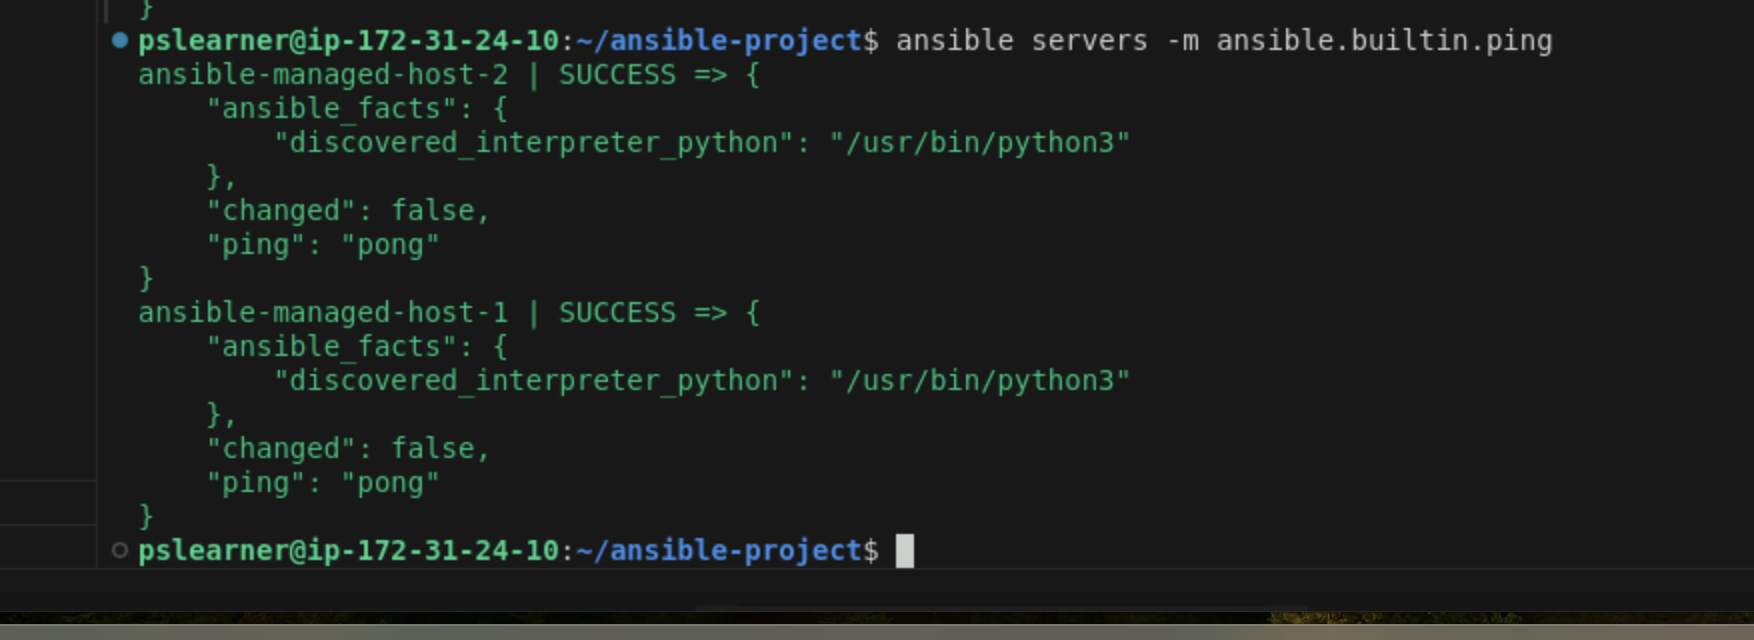 }
pslearner@ip-172-31-24-10:~/ansible-project$ ansible servers -m ansible.builtin.ping
ansible-managed-host-2 | SUCCESS => {
    "ansible_facts": {
        "discovered_interpreter_python": "/usr/bin/python3"
    },
    "changed": false,
    "ping": "pong"
}
ansible-managed-host-1 | SUCCESS => {
    "ansible_facts": {
        "discovered_interpreter_python": "/usr/bin/python3"
    },
    "changed": false,
    "ping": "pong"
}
pslearner@ip-172-31-24-10:~/ansible-project$